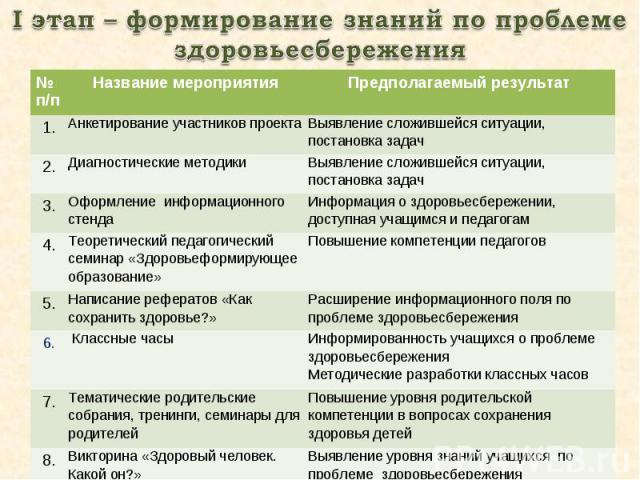 I этап – формирование знаний по проблеме
здоровьесбережения
№ п/п Название мероприятия Предполагаемый результат
1. Анкетирование участников проекта Выявление сложившейся ситуации,
постановка задач
2. Диагностические методики Выявление сложившейся ситуации,
постановка задач
3. Оформление информационного
стенда
Информация о здоровьесбережении,
доступная учащимся и педагогам
4. Теоретический педагогический
семинар «Здоровьеформирующее
образование»
Повышение компетенции педагогов
5. Написание рефератов «Как
сохранить здоровье?»
Расширение информационного поля по
проблеме здоровьесбережения
6. Классные часы
Информированность учащихся о проблеме
здоровьесбережения
Методические разработки классных часов
7. Тематические родительские
собрания, тренинги, семинары для
родителей
Повышение уровня родительской
компетенции в вопросах сохранения
здоровья детей
8. Викторина «Здоровый человек.
Какой он?»
Выявление уровня знаний учащихся по
проблеме здоровьесбережения